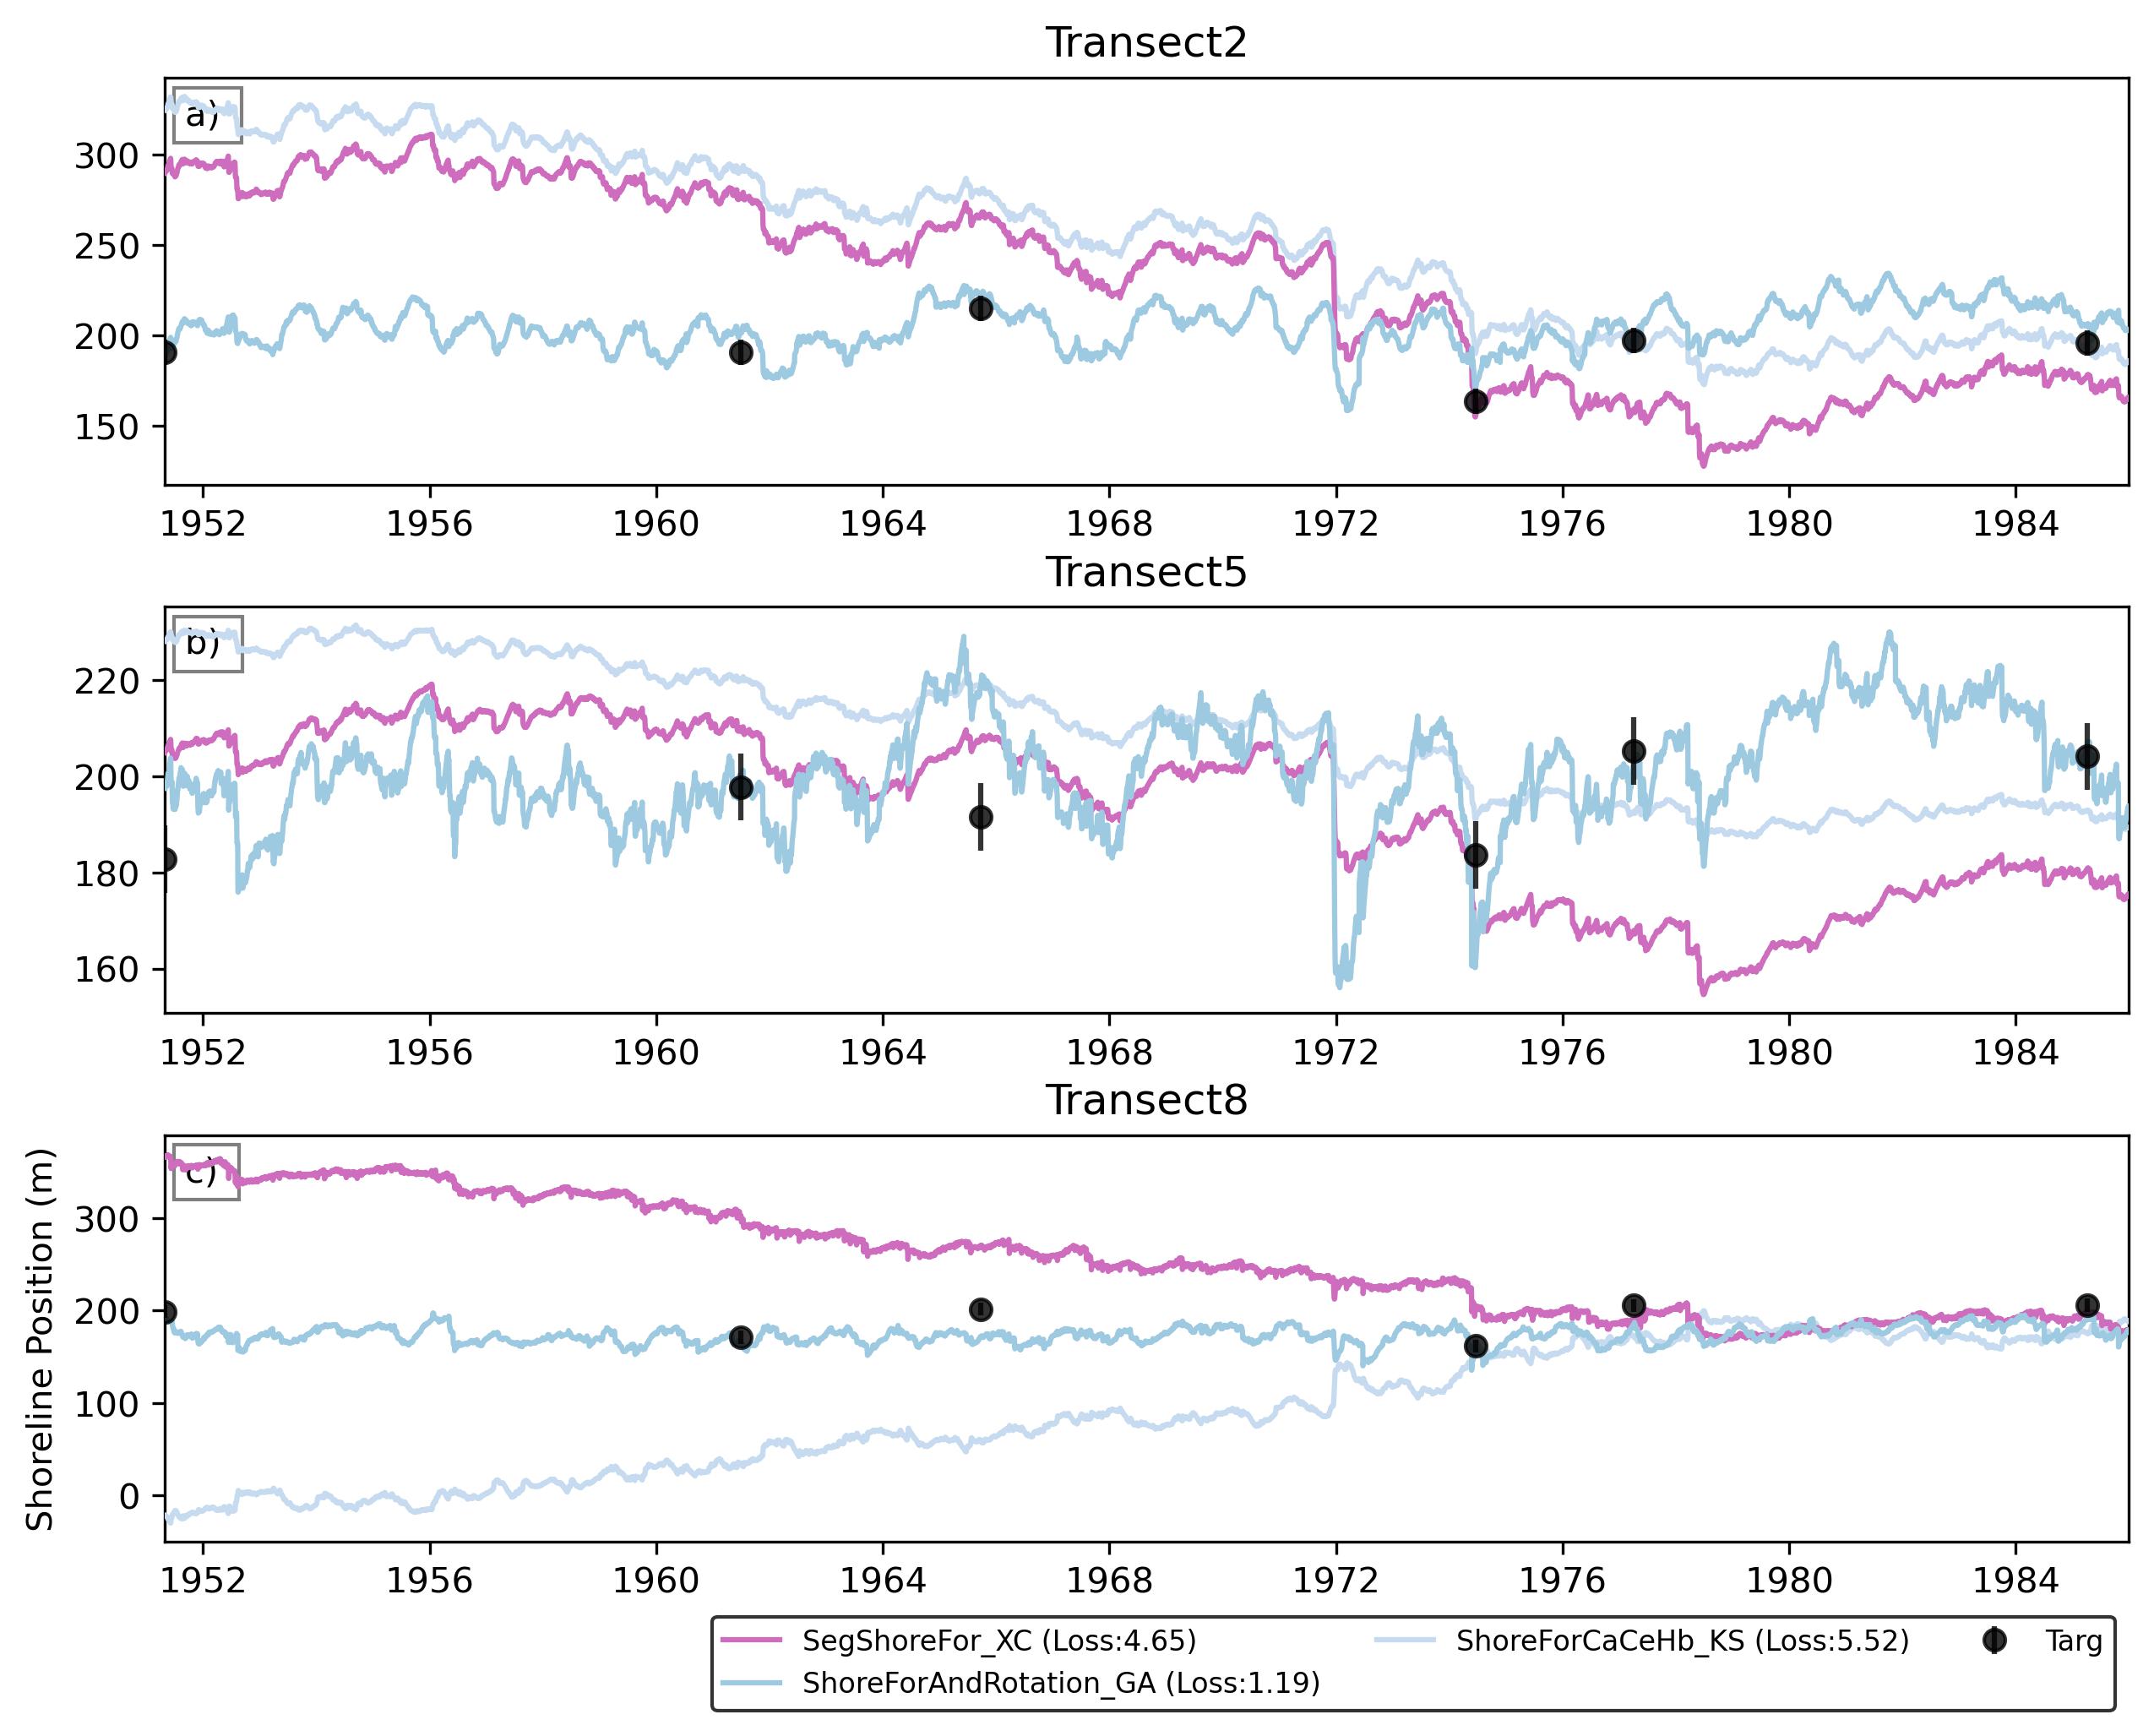 Transect2
a)
300
250
200
150
1952 1956 1960 1964 1968 1972 1976 1980 1984
Transect5
b)
220
200
180
160
1952 1956 1960 1964 1968 1972 1976 1980 1984
Transect8
c)
Shoreline Position (m)
300
200
100
0
1952 1956 1960 1964 1968 1972 1976 1980 1984
SegShoreFor_XC (Loss:4.65)
ShoreForAndRotation_GA (Loss:1.19)
ShoreForCaCeHb_KS (Loss:5.52)
Targ